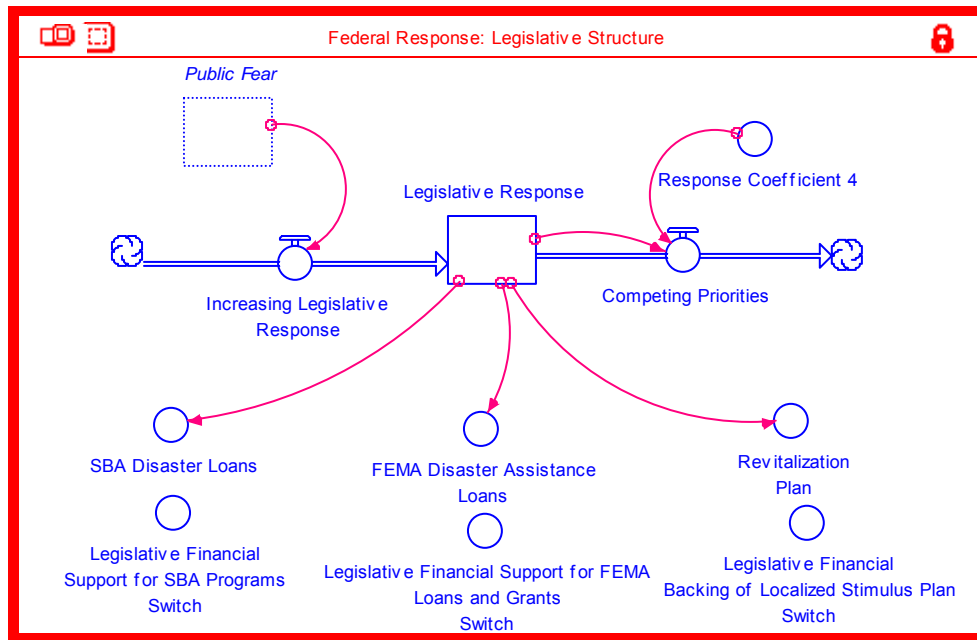 Federal Response: Legislative Structure
Public Fear
Response Coefficient 4
Legislative Response
Increasing Legislative
Response
Competing Priorities
SBA Disaster Loans
FEMA Disaster Assistance
Loans
Revitalization
Plan
Legislative Financial
Support for SBA Programs
Switch
Legislative Financial Support for FEMA
Loans and Grants
Switch
Legislative Financial
Backing of Localized Stimulus Plan
Switch